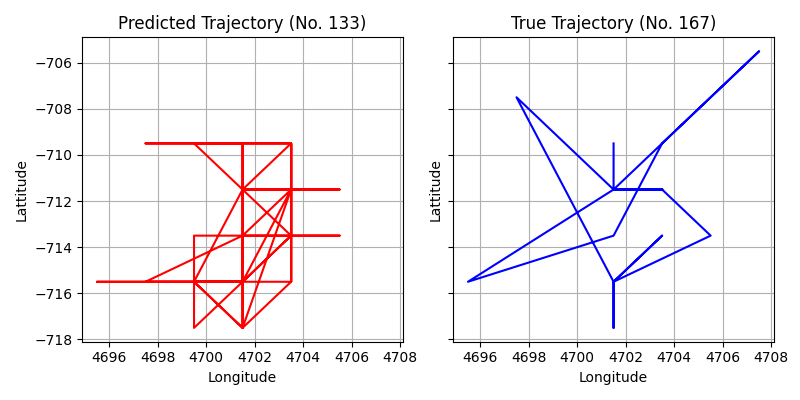 Predicted Trajectory (No. 133)
True Trajectory (No. 167)
Lattitude
−706
−708
−710
−712
−714
−716
−718
4696 4698 4700 4702 4704 4706 4708
Longitude
Lattitude
4696 4698 4700 4702 4704 4706 4708
Longitude